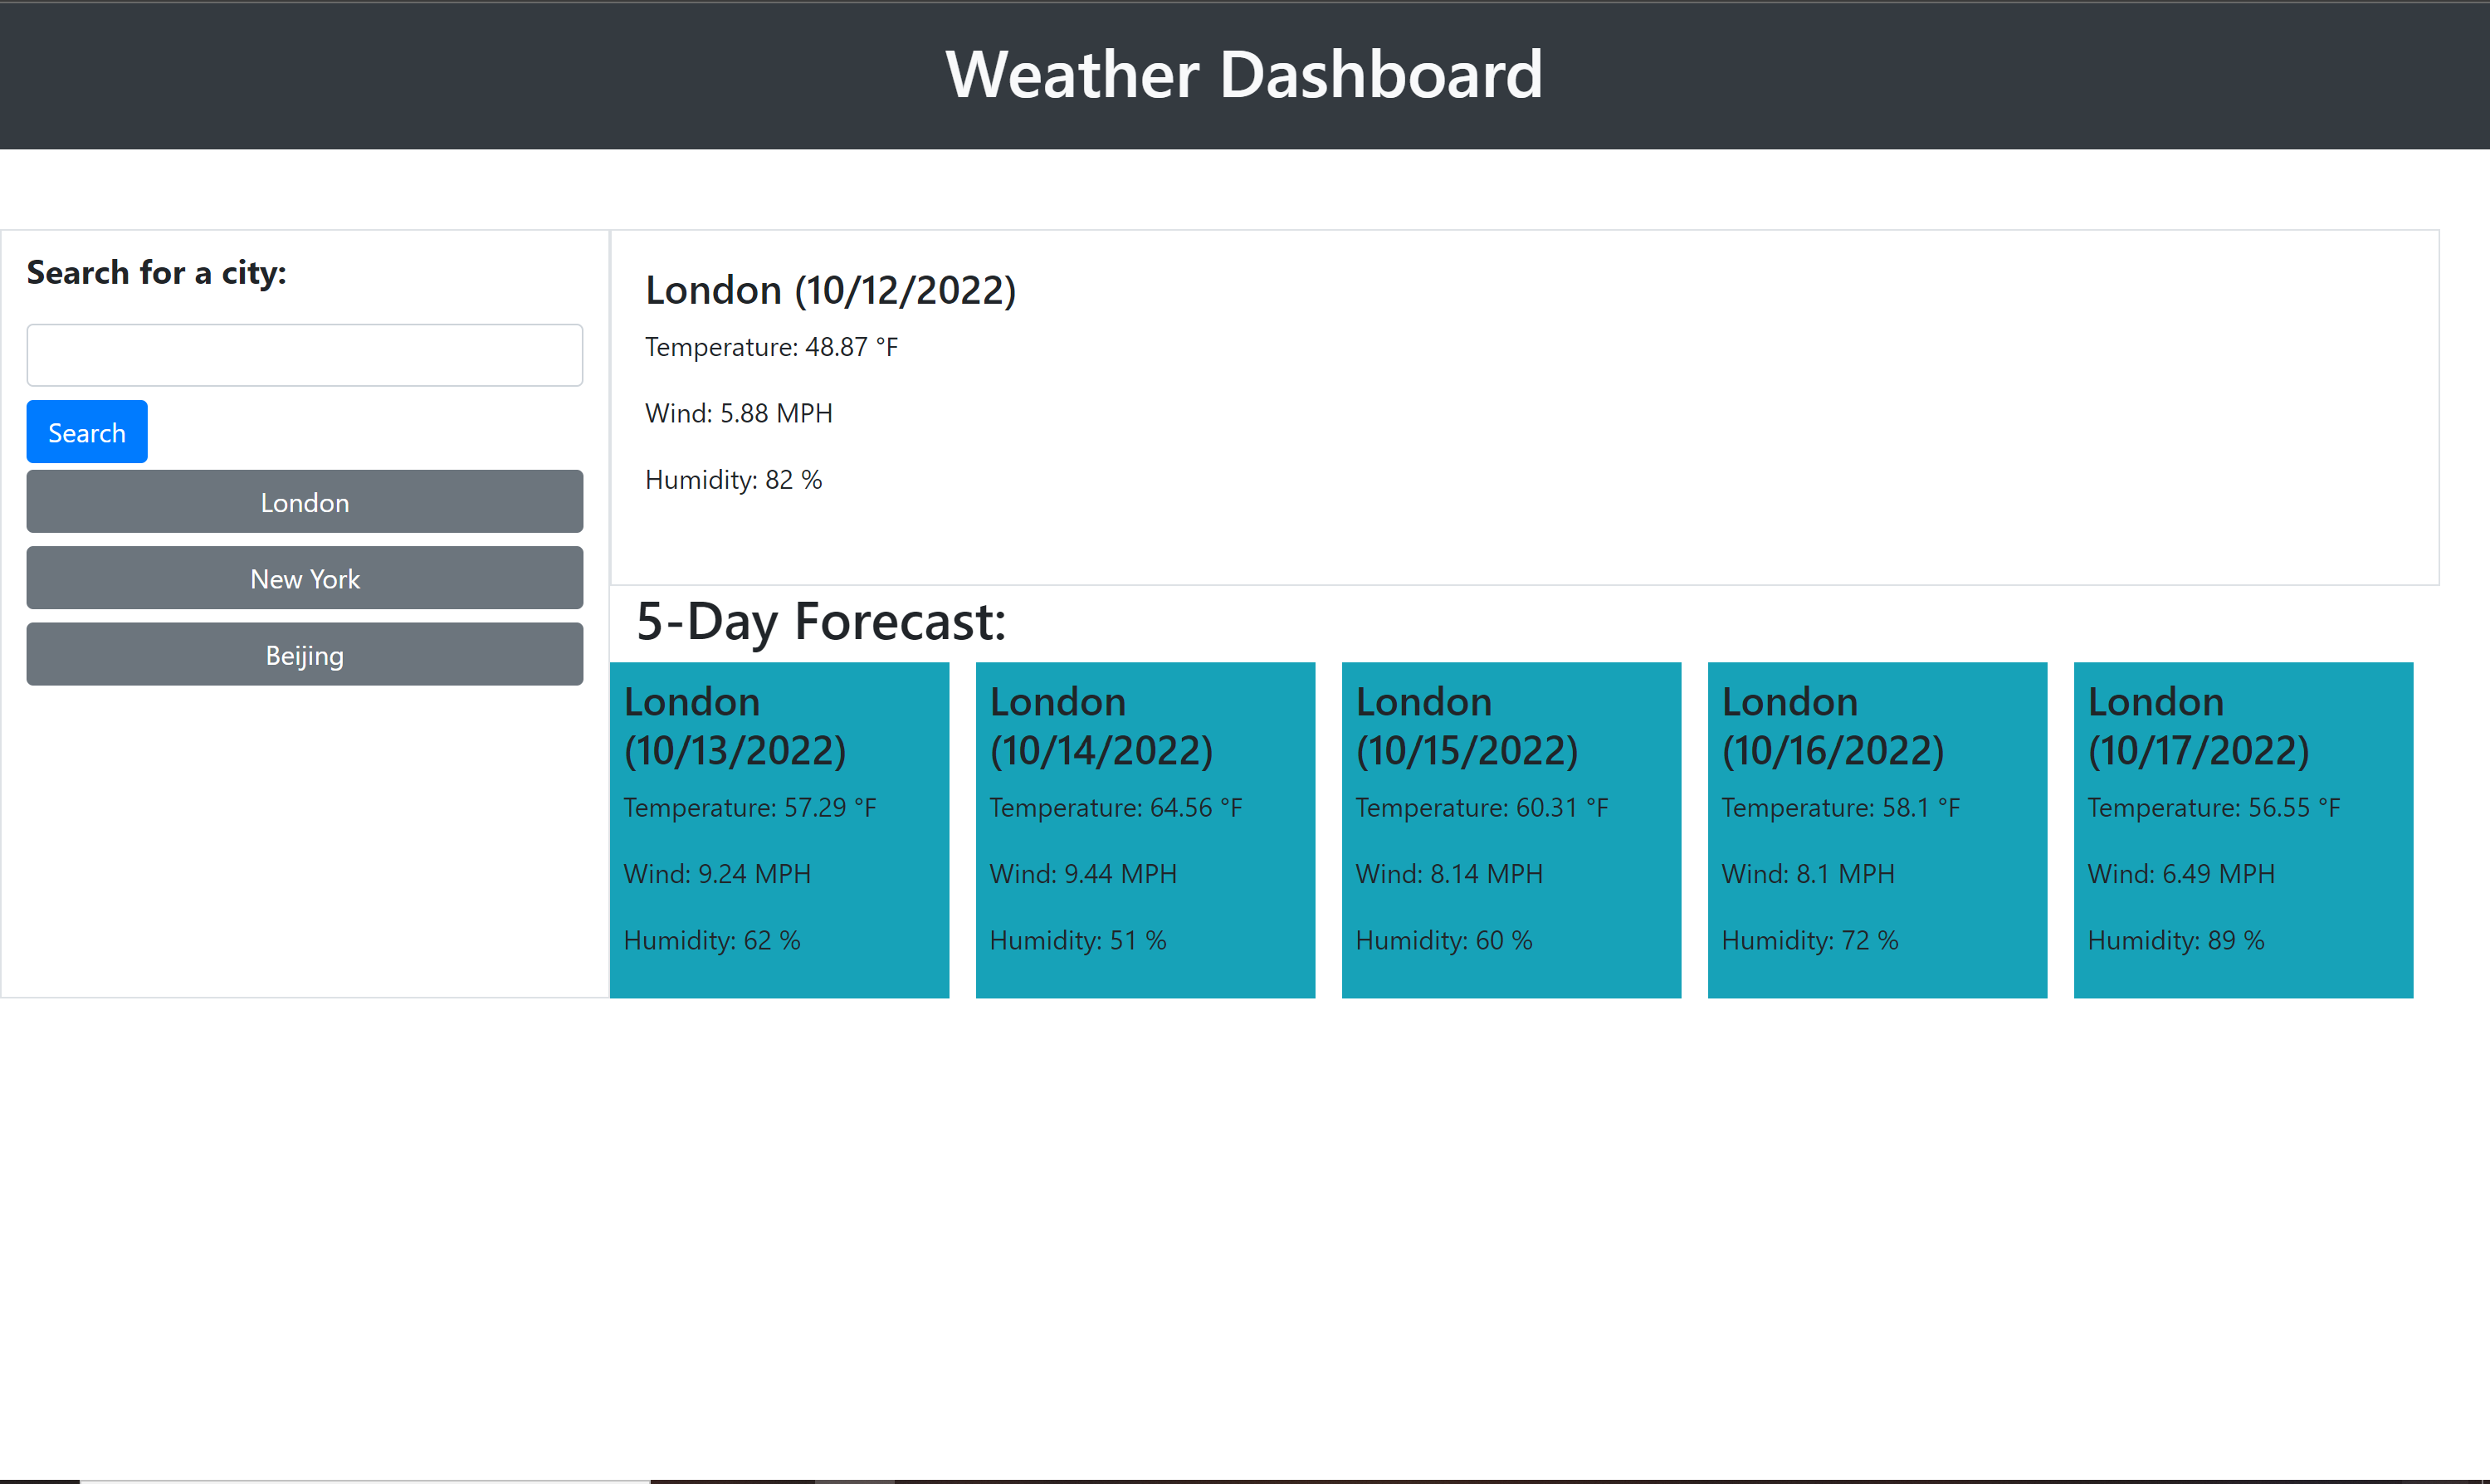 Weather Dashboard
Search for a city:
Search
London
New York
Beijing
London (10/12/2022)
Temperature: 48.87 °F
Wind: 5.88 MPH
Humidity: 82 %
5-Day Forecast:
London
(10/13/2022)
Temperature: 57.29 °F
Wind: 9.24 MPH
Humidity: 62 %
London
(10/14/2022)
Temperature: 64.56 °F
Wind: 9.44 MPH
Humidity: 51 %
London
(10/15/2022)
Temperature: 60.31 °F
Wind: 8.14 MPH
Humidity: 60 %
London
(10/16/2022)
Temperature: 58.1 °F
Wind: 8.1 MPH
Humidity: 72 %
London
(10/17/2022)
Temperature: 56.55 °F
Wind: 6.49 MPH
Humidity: 89 %